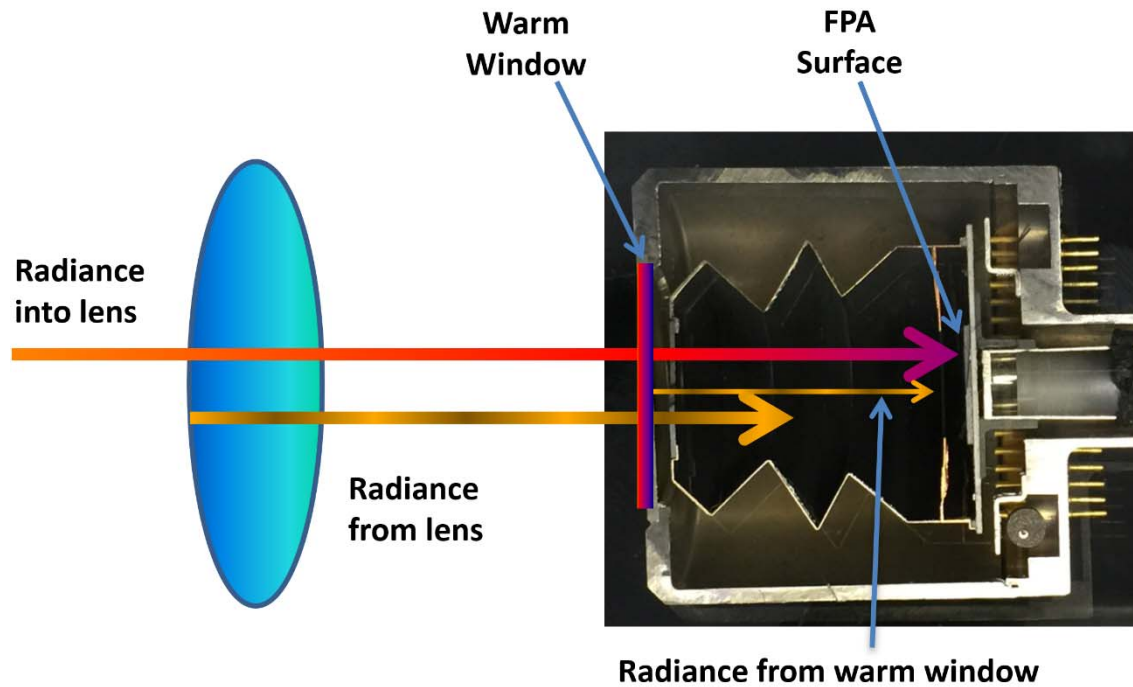 Warm
Window
FPA
Surface
Radiance
into lens
Radiance
from lens
Radiance from warm window